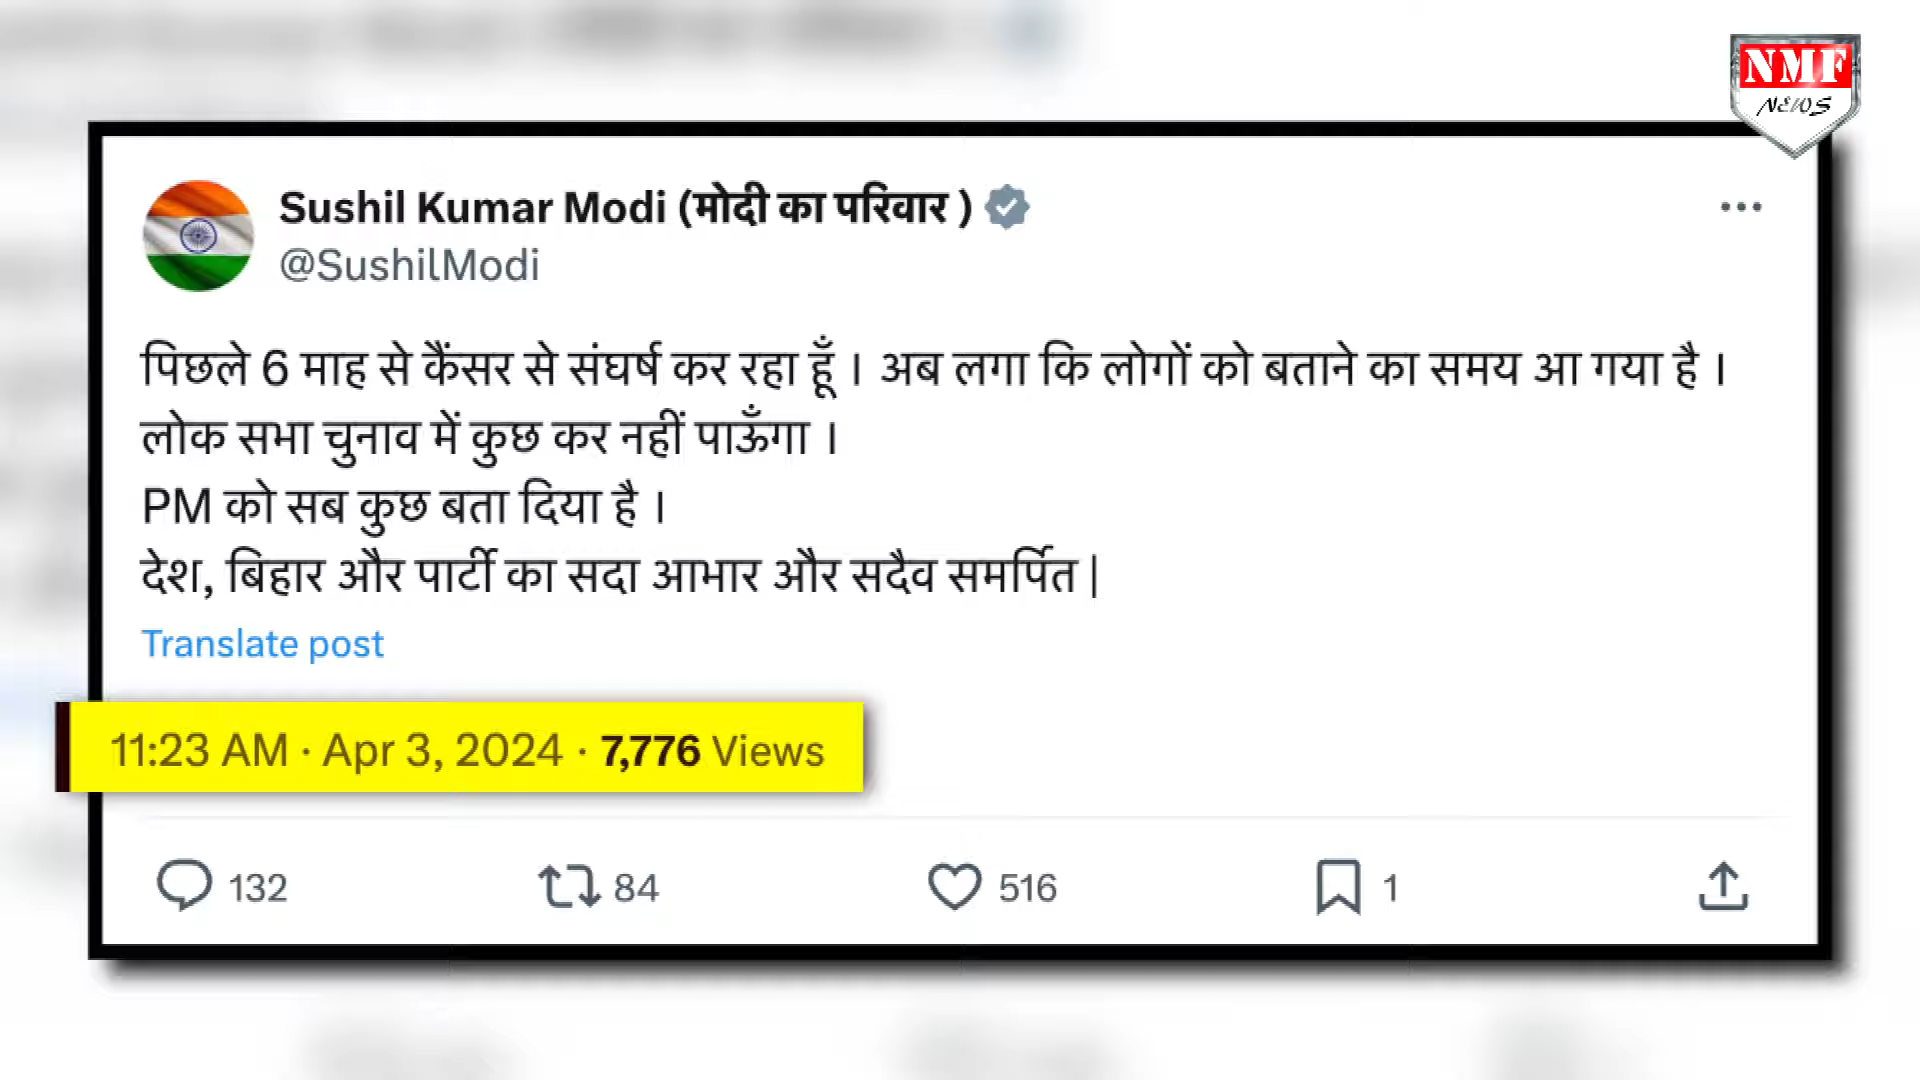 NMF
NEWS
Sushil Kumar Modi (मोदी का परिवार )
@SushilModi
पिछले 6 माह से कैंसर से संघर्ष कर रहा हूँ । अब लगा कि लोगों को बताने का समय आ गया है ।
लोक सभा चुनाव में कुछ कर नहीं पाऊँगा ।
PM को सब कुछ बता दिया है ।
देश, बिहार और पार्टी का सदा आभार और सदैव समर्पित |
Translate post
11:23 AM · Apr 3, 2024 · 7,776 Views
132 84 516 1